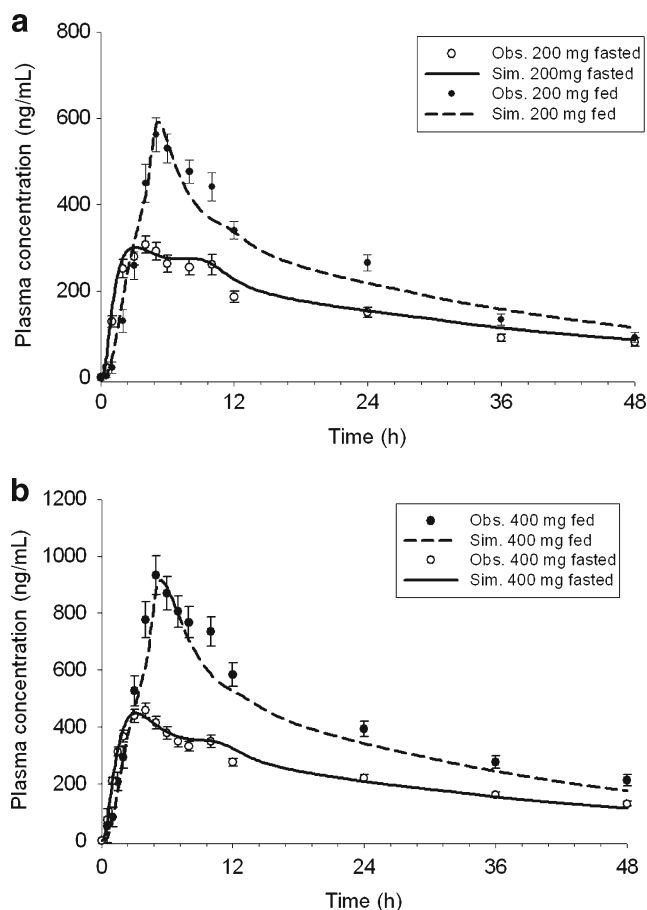 a
800
600
400
200
0
Plasma concentration (ng/mL)
Obs. 200 mg fasted
Sim. 200mg fasted
Obs. 200 mg fed
Sim. 200 mg fed
0 12 24 36 48
Time (h)
b
1200
1000
800
600
400
200
0
Plasma concentration (ng/mL)
Obs. 400 mg fed
Sim. 400 mg fed
Obs. 400 mg fasted
Sim. 400 mg fasted
0 12 24 36 48
Time (h)